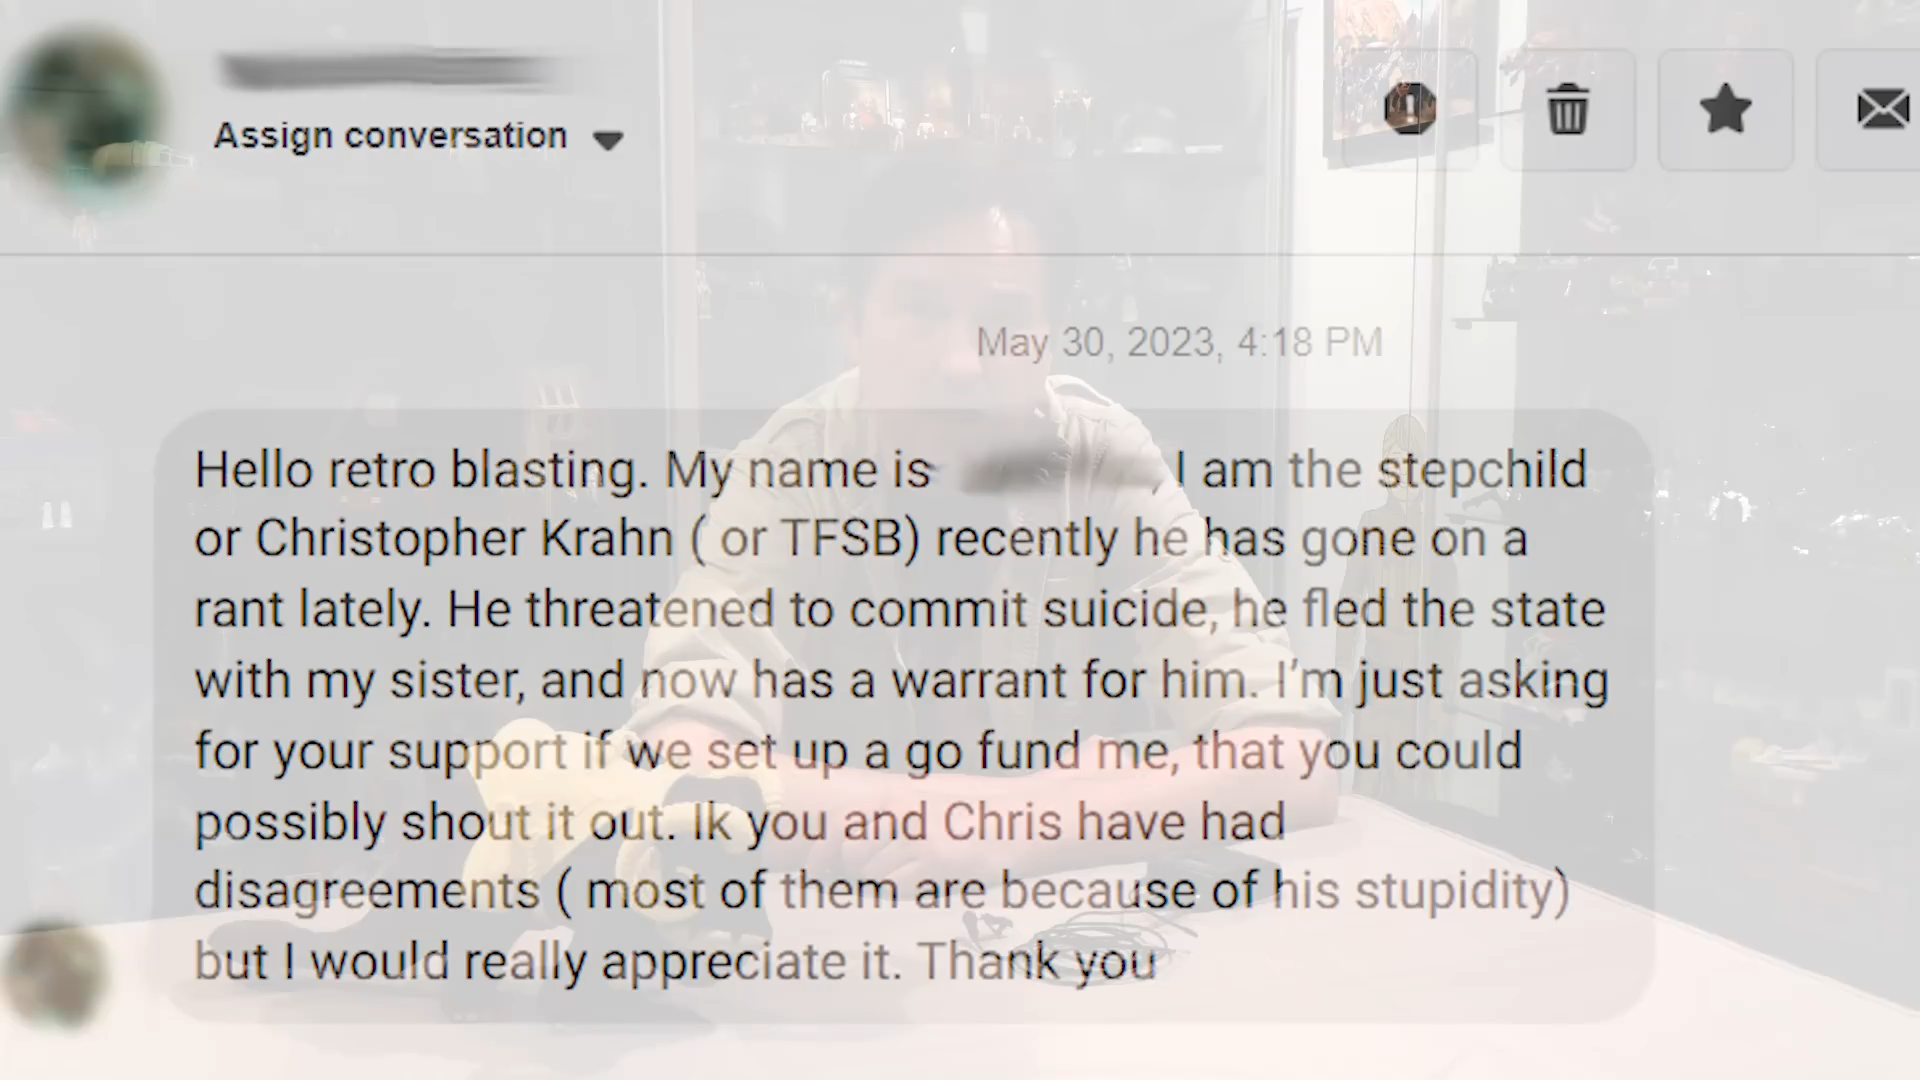 Assign conversation
May 30, 2023, 4:18 PM
Hello retro blasting. My name is , I am the stepchild
or Christopher Krahn ( or TFSB) recently he has gone on a
rant lately. He threatened to commit suicide, he fled the state
with my sister, and now has a warrant for him. I’m just asking
for your support if we set up a go fund me, that you could
possibly shout it out. Ik you and Chris have had
disagreements ( most of them are because of his stupidity)
but I would really appreciate it. Thank you